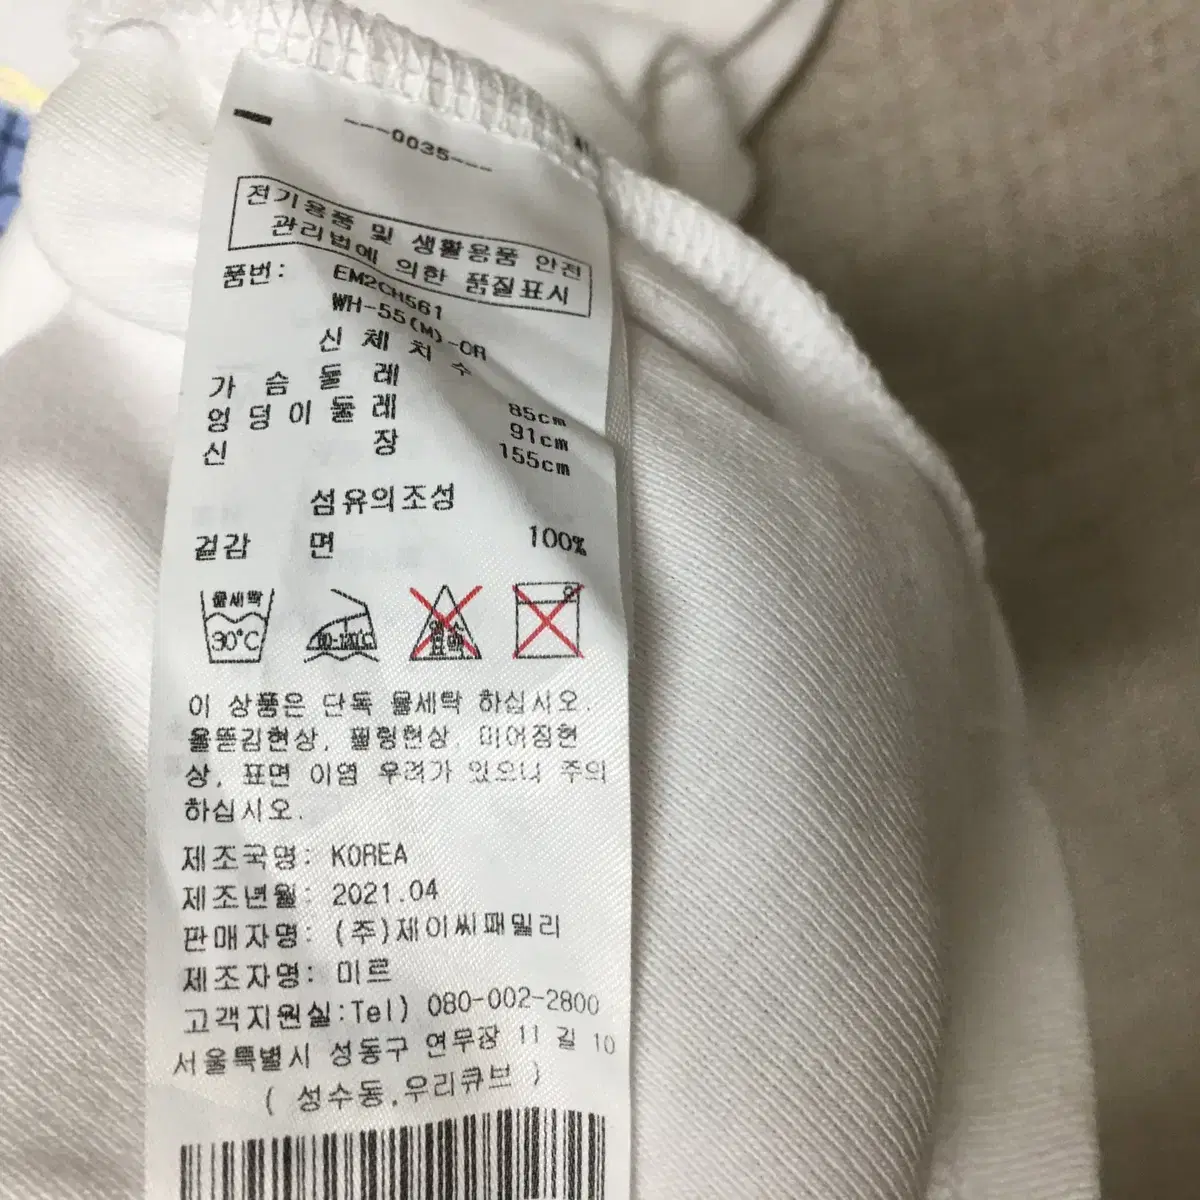 ---0035---
전기용품 및 생활용품 안전
관리법에 의한 품질표시
품번: EM2CH561
WH-55(M)-OR
신 체 치 수
가 슴 둘 레 85cm
엉 덩 이 둘 레 91cm
신 장 155cm
섬유의조성
겉감 면 100%
물세탁
30°C
80-120°C
염소
표백
이 상품은 단독 물세탁 하십시오.
올뜯김현상, 필링현상, 미어짐현
상, 표면 이염 우려가 있으니 주의
하십시오.
제조국명: KOREA
제조년월: 2021.04
판매자명: (주)제이씨패밀리
제조자명: 미르
고객지원실:Tel) 080-002-2800
서울특별시 성동구 연무장 11 길 10
( 성수동,우리큐브 )